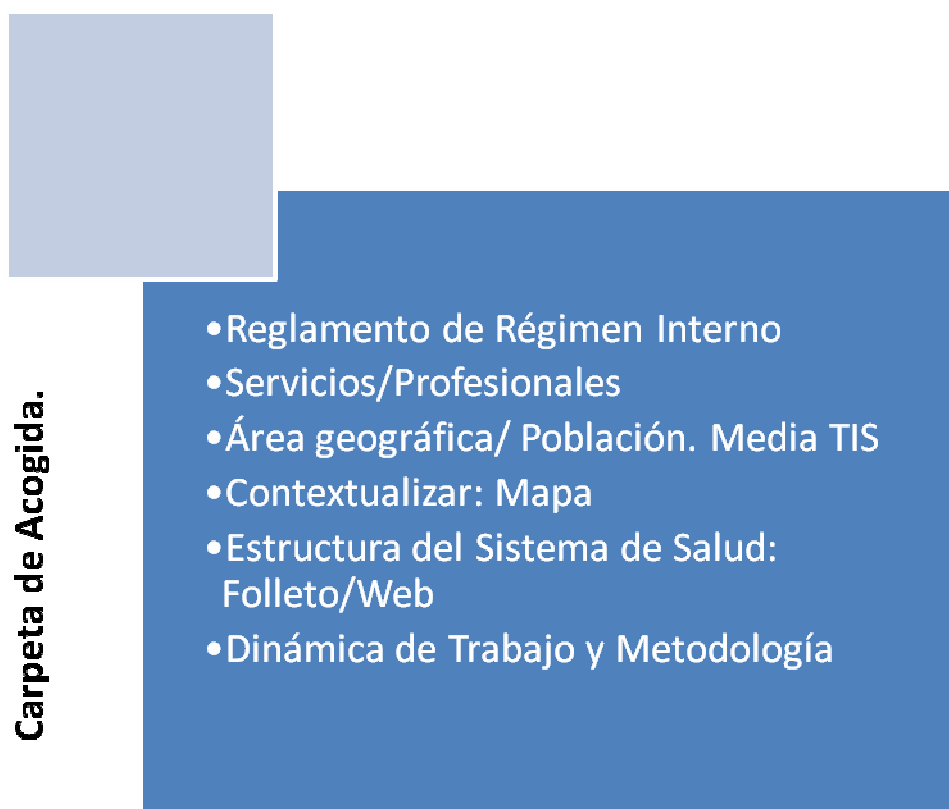 Carpeta de Acogida.
•Reglamento de Régimen Interno
•Servicios/Profesionales
•Área geográfica/ Población. Media TIS
•Contextualizar: Mapa
•Estructura del Sistema de Salud:
Folleto/Web
•Dinámica de Trabajo y Metodología